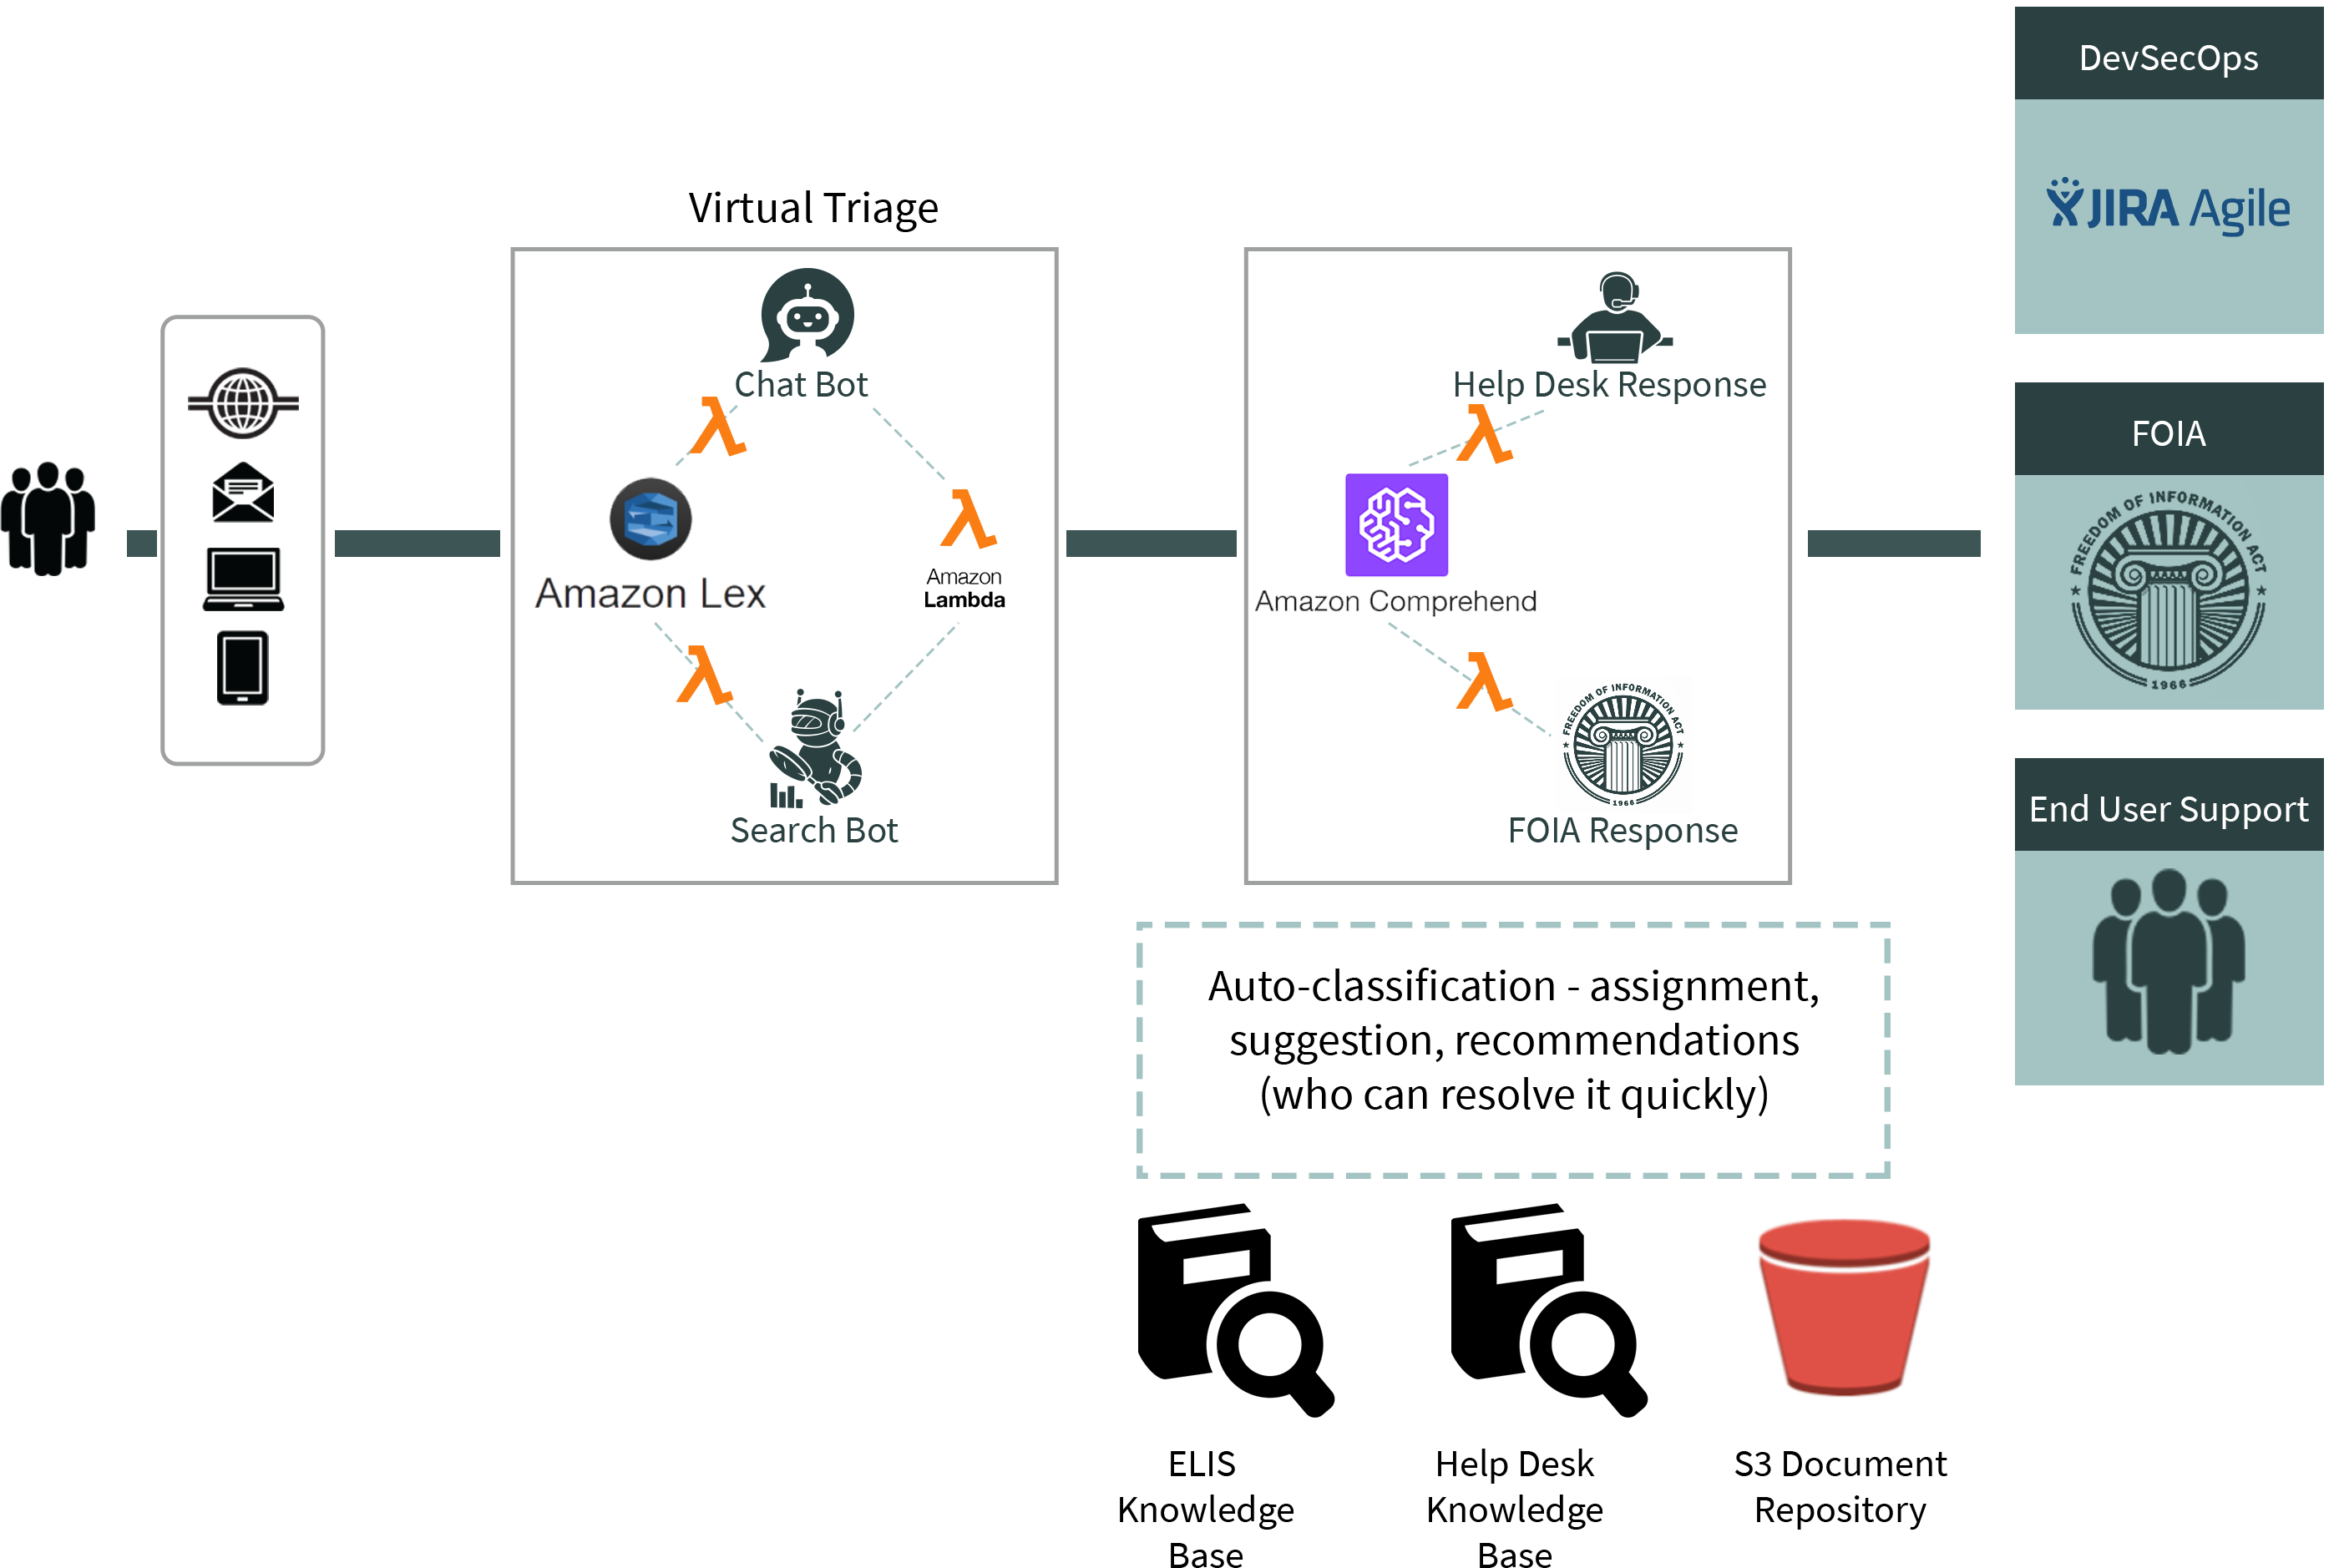 DevSecOps
JIRA Agile
Virtual Triage
Chat Bot
Help Desk Response
FOIA
FREEDOM OF INFORMATION ACT
1966
Amazon Lex
Amazon
Lambda
Amazon Comprehend
FREEDOM OF INFORMATION ACT
1966
Search Bot
FOIA Response
End User Support
Auto-classification - assignment,
suggestion, recommendations
(who can resolve it quickly)
ELIS
Knowledge
Base
Help Desk
Knowledge
Base
S3 Document
Repository